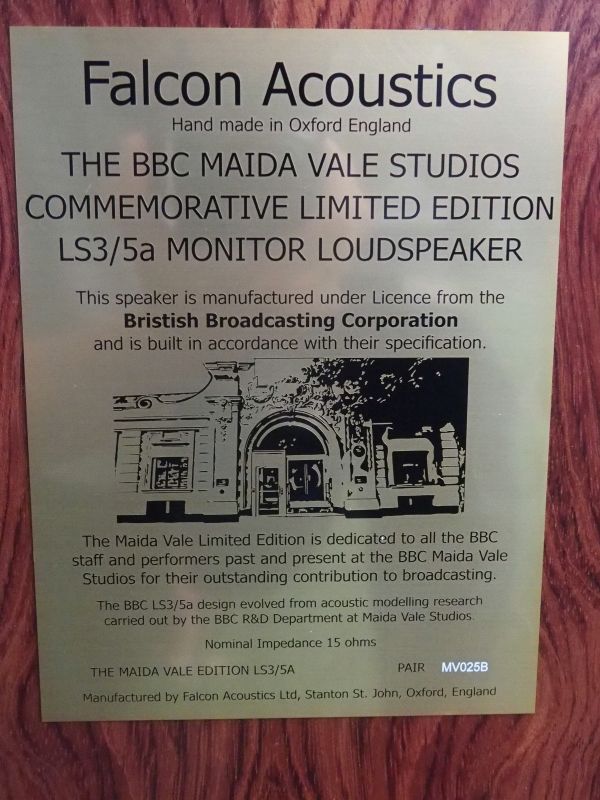 Falcon Acoustics
Hand made in Oxford England
THE BBC MAIDA VALE STUDIOS
COMMEMORATIVE LIMITED EDITION
LS3/5a MONITOR LOUDSPEAKER
This speaker is manufactured under Licence from the
Bristish Broadcasting Corporation
and is built in accordance with their specification.
The Maida Vale Limited Edition is dedicated to all the BBC
staff and performers past and present at the BBC Maida Vale
Studios for their outstanding contribution to broadcasting.
The BBC LS3/5a design evolved from acoustic modelling research
carried out by the BBC R&D Department at Maida Vale Studios.
Nominal Impedance 15 ohms
THE MAIDA VALE EDITION LS3/5A PAIR MV025B
Manufactured by Falcon Acoustics Ltd, Stanton St. John, Oxford, England